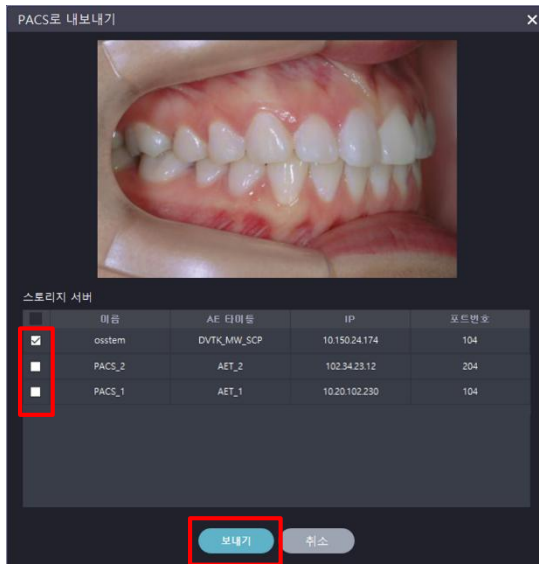 PACS로 내보내기
스토리지 서버
이름 AE 타이틀 IP 포트번호
osstem DVTK_MW_SCP 10.150.24.174 104
PACS_2 AET_2 102.34.23.12 204
PACS_1 AET_1 10.20.102.230 104
보내기 취소